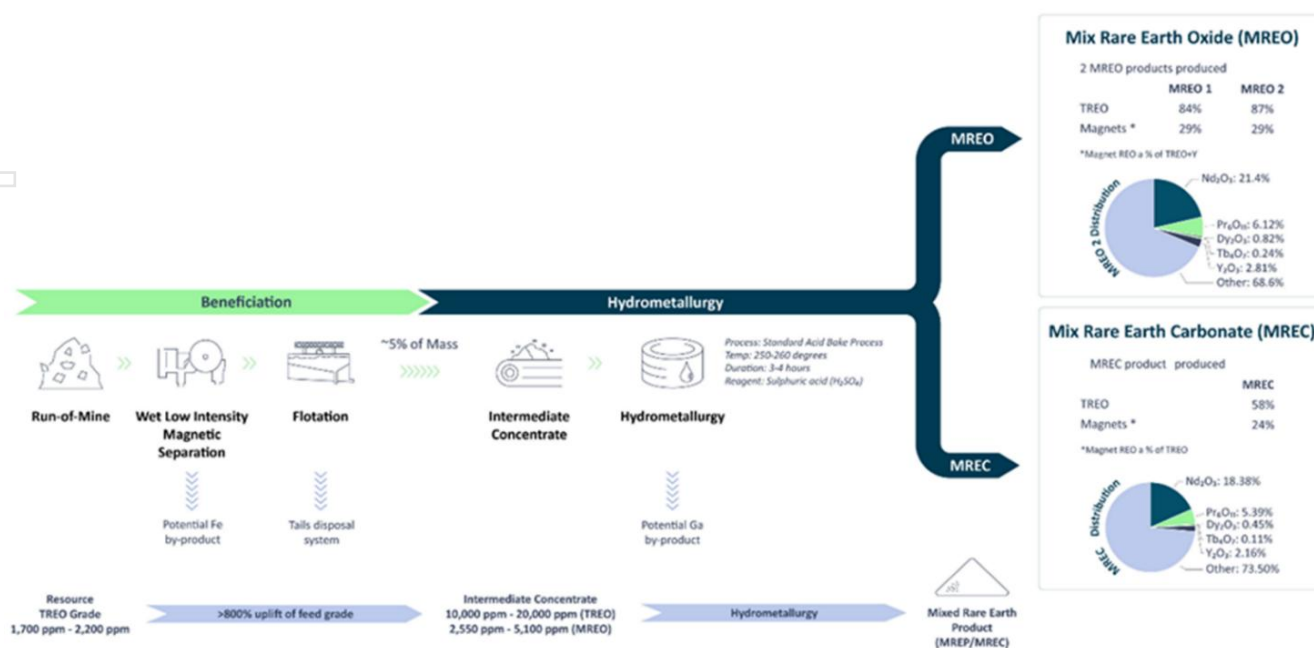 Mix Rare Earth Oxide (MREO)
2 MREO products produced
MREO 1 MREO 2
TREO 84% 87%
Magnets * 29% 29%
*Magnet REO a % of TREO+Y
MREO 2 Distribution
Nd₂O₃: 21.4%
Pr₆O₁₁: 6.12%
Dy₂O₃: 0.82%
Tb₄O₇: 0.24%
Y₂O₃: 2.81%
Other: 68.6%
MREO
Beneficiation
Hydrometallurgy
~5% of Mass
Process: Standard Acid Bake Process
Temp: 250-260 degrees
Duration: 3-4 hours
Reagent: Sulphuric acid (H₂SO₄)
Run-of-Mine
Wet Low Intensity
Magnetic
Separation
Flotation
Intermediate
Concentrate
Hydrometallurgy
Potential Fe
by-product
Tails disposal
system
Potential Ga
by-product
MREC
Mix Rare Earth Carbonate (MREC)
MREC product produced
MREC
TREO 58%
Magnets * 24%
*Magnet REO a % of TREO
MREC Distribution
Nd₂O₃: 18.38%
Pr₆O₁₁: 5.39%
Dy₂O₃: 0.45%
Tb₄O₇: 0.11%
Y₂O₃: 2.16%
Other: 73.50%
Resource
TREO Grade
1,700 ppm - 2,200 ppm
>800% uplift of feed grade
Intermediate Concentrate
10,000 ppm - 20,000 ppm (TREO)
2,550 ppm - 5,100 ppm (MREO)
Hydrometallurgy
Mixed Rare Earth
Product
(MREP/MREC)